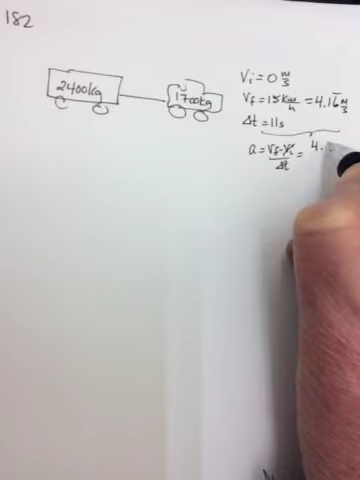 182
2400kg
1700kg
Vi = 0 m/s
Vf = 15 km/h = 4.16̅ m/s
Δt = 11s
a = Vf-Vi/Δt = 4.